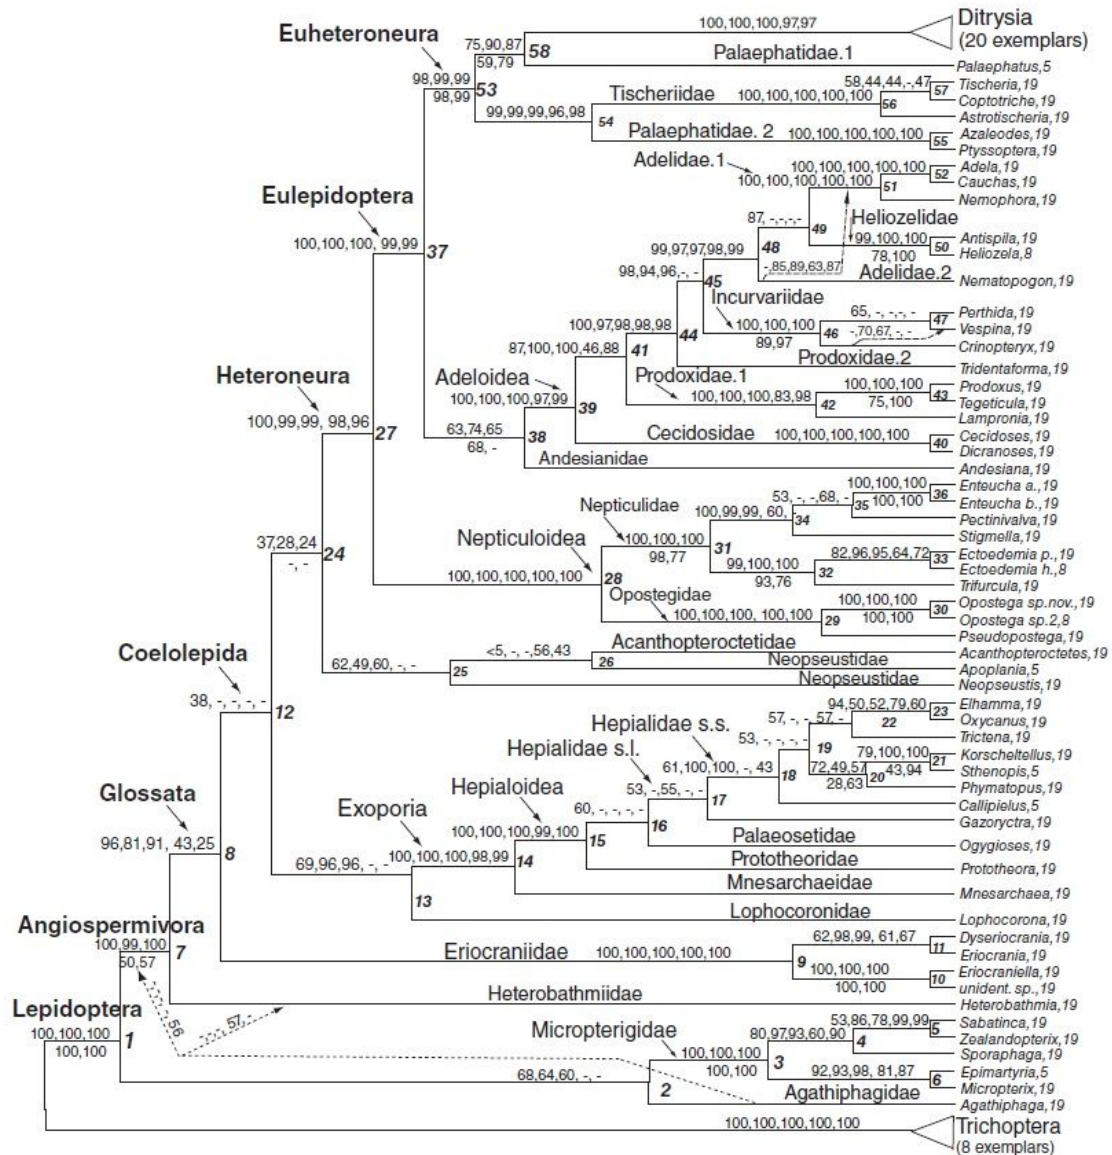 100,100,100,97,97
Ditrysia
(20 exemplars)
Euheteroneura
75,90,87
58
59,79
Palaephatidae.1
Palaephatus,5
98,99,99
53
98,99
58,44,44,-,47
57
Tischeria,19
Tischeriidae
100,100,100,100,100
56
Coptotriche,19
99,99,99,96,98
54
Astrotischeria,19
Palaephatidae. 2
100,100,100,100,100
55
Azaleodes,19
Ptyssoptera,19
Adelidae.1
100,100,100,100,100
52
Adela,19
100,100,100,100,100
51
Cauchas,19
Nemophora,19
Eulepidoptera
87, -,-,-,-
49
Heliozelidae
100,100,100, 99,99
37
99,97,97,98,99
48
99,100,100
50
Antispila,19
78,100
Heliozela,8
98,94,96,-, -
45
-,85,89,63,87
Adelidae.2
Nematopogon,19
Incurvariidae
65, -, -,-, -
47
Perthida,19
100,97,98,98,98
44
100,100,100
46
-,70,67, -, -
Vespina,19
89,97
Crinopteryx,19
87,100,100,46,88
41
Prodoxidae.2
Tridentaforma,19
Heteroneura
Adeloidea
Prodoxidae.1
100,100,100
43
Prodoxus,19
100,100,100,97,99
39
100,100,100,83,98
42
75,100
Tegeticula,19
Lampronia,19
100,99,99, 98,96
27
63,74,65
38
68, -
Cecidosidae
100,100,100,100,100
40
Cecidoses,19
Dicranoses,19
Andesianidae
Andesiana,19
100,100,100
36
Enteucha a.,19
Nepticulidae
53, -, -,68, -
35
100,100
Enteucha b.,19
100,99,99, 60, -
34
Pectinivalva,19
Nepticuloidea
100,100,100
31
Stigmella,19
37,28,24
24
-, -
98,77
99,100,100
32
82,96,95,64,72
33
Ectoedemia p.,19
93,76
Ectoedemia h.,8
100,100,100,100,100
28
Trifurcula,19
Opostegidae
100,100,100
30
Opostega sp.nov.,19
100,100,100, 100,100
29
100,100
Opostega sp.2,8
Pseudopostega,19
Coelolepida
<5, -, -,56,43
Acanthopteroctetidae
26
Acanthopteroctetes,19
62,49,60, -, -
25
Neopseustidae
Apoplania,5
Neopseustidae
Neopseustis,19
38, -, -, -, -
12
Hepialidae s.s.
57, -, -, 57, -
94,50,52,79,60
23
Elhamma,19
22
Oxycanus,19
Hepialidae s.l.
53, -, -, -, -
19
Trictena,19
61,100,100, -, 43
18
72,49,57
20
79,100,100
21
Korscheltellus,19
28,63
43,94
Sthenopis,5
Phymatopus,19
Glossata
Hepialoidea
53, -,55, -, -
17
Callipielus,5
Exoporia
60, -, -, -, -
16
Gazoryctra,19
96,81,91, 43,25
8
100,100,100,99,100
15
Palaeosetidae
Ogygioses,19
69,96,96, -, -
100,100,100,98,99
14
Prototheoridae
Prototheora,19
13
Mnesarchaeidae
Mnesarchaea,19
Lophocoronidae
Lophocorona,19
Angiospermivora
100,99,100
7
50,57
Eriocraniidae
100,100,100,100,100
9
62,98,99, 61,67
11
Dyseriocrania,19
Eriocrania,19
100,100,100
10
Eriocraniella,19
100,100
unident. sp.,19
Heterobathmiidae
Heterobathmia,19
Lepidoptera
-, -, -, -, 56
-, -, -, 57, -
100,100,100
1
100,100
Micropterigidae
53,86,78,99,99
5
Sabatinca,19
80,97,93,60,90
4
Zealandopterix,19
100,100,100
3
Sporaphaga,19
100,100
92,93,98, 81,87
6
Epimartyria,5
68,64,60, -, -
2
Micropterix,19
Agathiphagidae
Agathiphaga,19
100,100,100,100,100
Trichoptera
(8 exemplars)